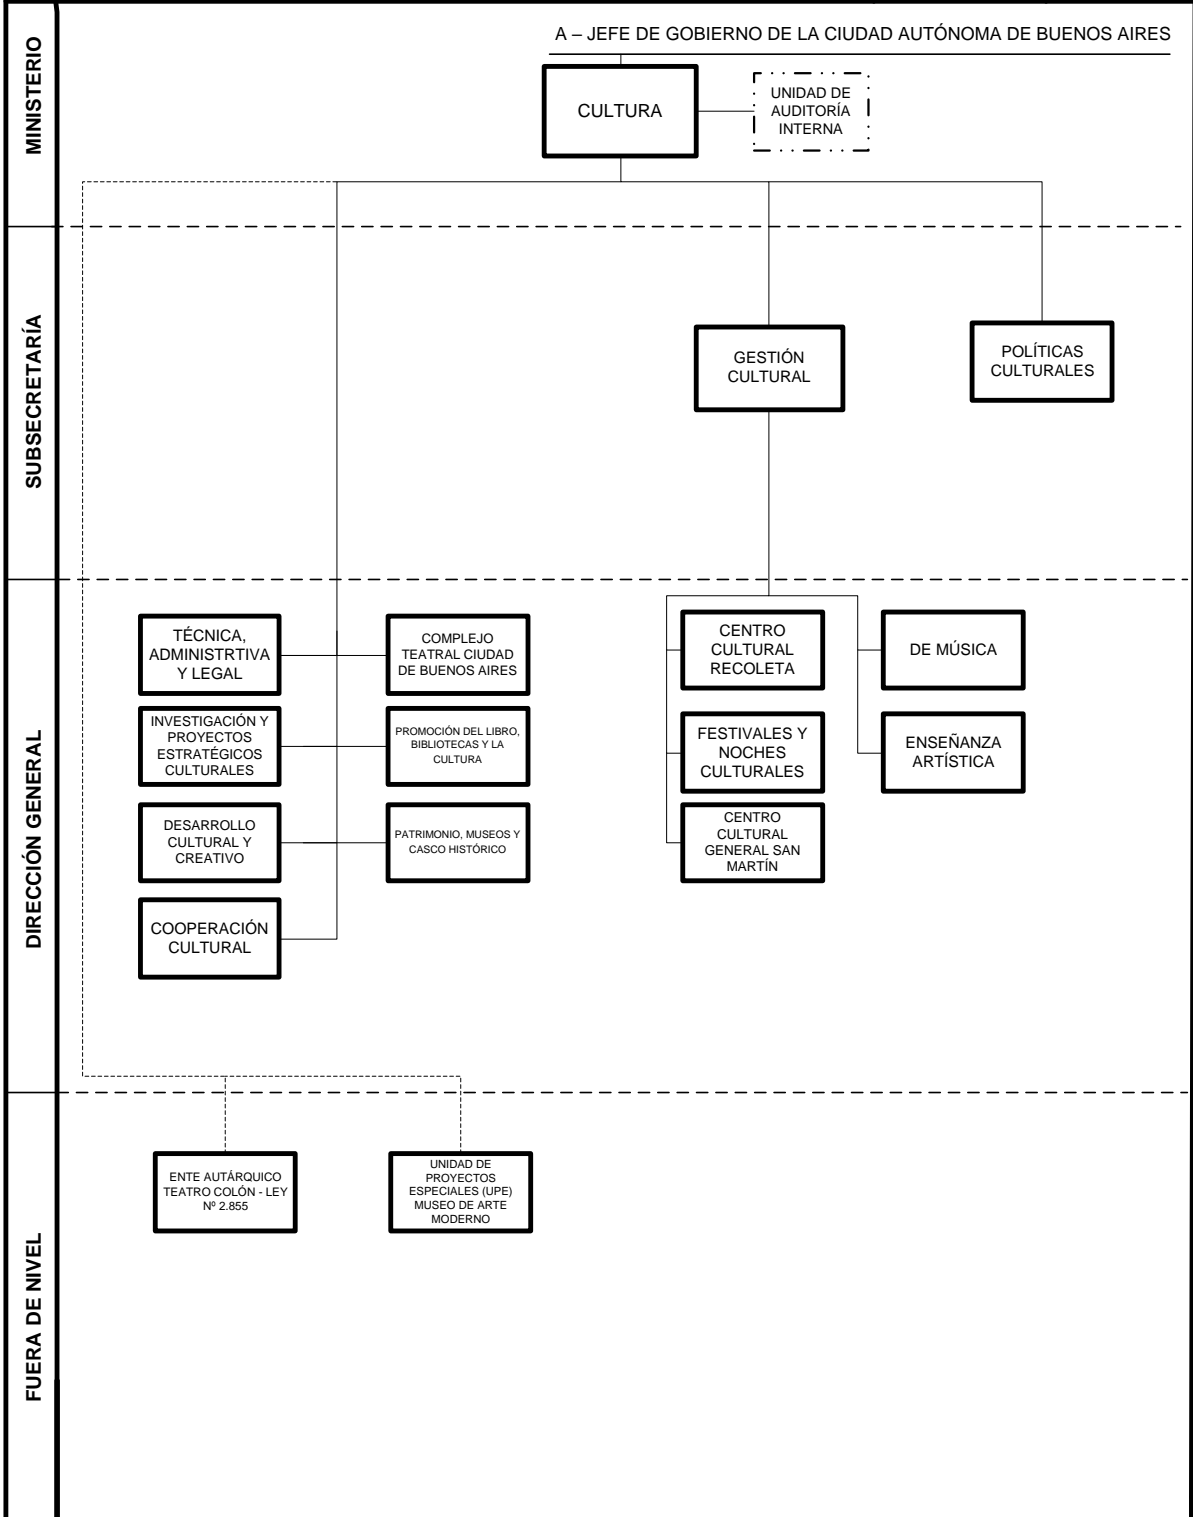 A – JEFE DE GOBIERNO DE LA CIUDAD AUTÓNOMA DE BUENOS AIRES
MINISTERIO
CULTURA
UNIDAD DE
AUDITORÍA
INTERNA
SUBSECRETARÍA
GESTIÓN
CULTURAL
POLÍTICAS
CULTURALES
DIRECCIÓN GENERAL
TÉCNICA,
ADMINISTRTIVA
Y LEGAL
COMPLEJO
TEATRAL CIUDAD
DE BUENOS AIRES
CENTRO
CULTURAL
RECOLETA
DE MÚSICA
INVESTIGACIÓN Y
PROYECTOS
ESTRATÉGICOS
CULTURALES
PROMOCIÓN DEL LIBRO,
BIBLIOTECAS Y LA
CULTURA
FESTIVALES Y
NOCHES
CULTURALES
ENSEÑANZA
ARTÍSTICA
DESARROLLO
CULTURAL Y
CREATIVO
PATRIMONIO, MUSEOS Y
CASCO HISTÓRICO
CENTRO
CULTURAL
GENERAL SAN
MARTÍN
COOPERACIÓN
CULTURAL
FUERA DE NIVEL
ENTE AUTÁRQUICO
TEATRO COLÓN - LEY
Nº 2.855
UNIDAD DE
PROYECTOS
ESPECIALES (UPE)
MUSEO DE ARTE
MODERNO